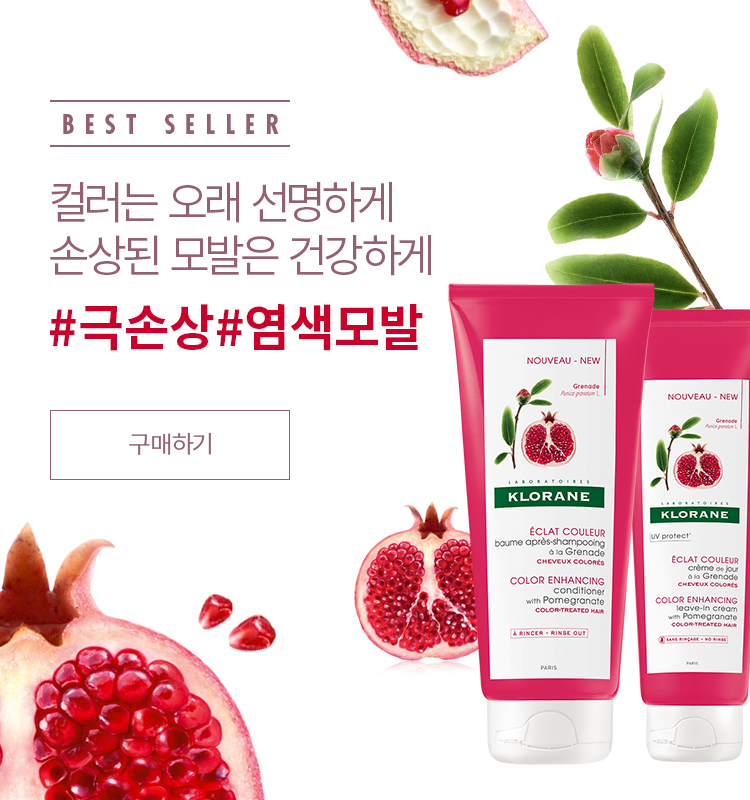 BEST SELLER
컬러는 오래 선명하게
손상된 모발은 건강하게
#극손상#염색모발
구매하기
NOUVEAU - NEW
Grenade
Punica granatum L.
LABORATOIRES
KLORANE
ÉCLAT COULEUR
baume après-shampooing
à la Grenade
CHEVEUX COLORÉS
COLOR ENHANCING
conditioner
with Pomegranate
COLOR-TREATED HAIR
À RINCER - RINSE OUT
PARIS
NOUVEAU - NEW
Grenade
Punica granatum L.
LABORATOIRES
KLORANE
UV protect*
ÉCLAT COULEUR
crème de jour
à la Grenade
CHEVEUX COLORÉS
COLOR ENHANCING
leave-in cream
with Pomegranate
COLOR-TREATED HAIR
SANS RINÇAGE - NO RINSE
PARIS